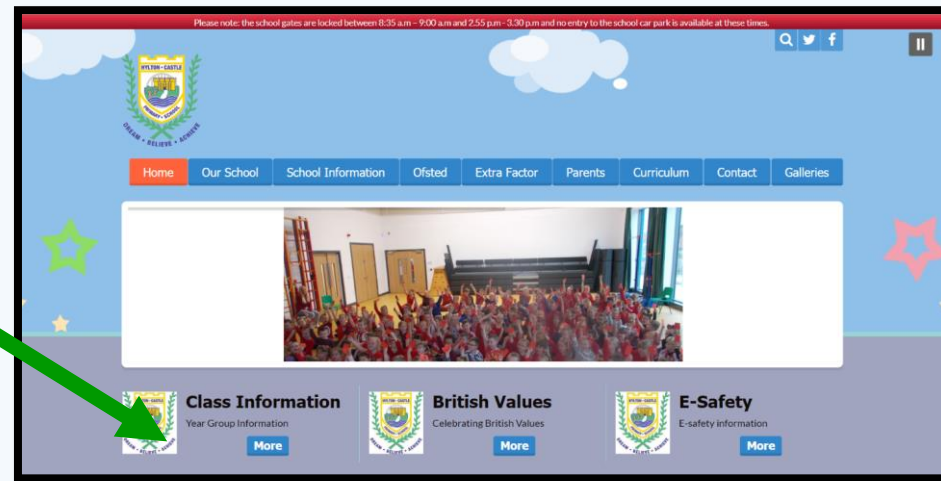 Please note: the school gates are locked between 8:35 a.m – 9:00 a.m and 2.55 p.m - 3.30 p.m and no entry to the school car park is available at these times.
HYLTON - CASTLE
PRIMARY - SCHOOL
DREAM • BELIEVE • ACHIEVE
Home Our School School Information Ofsted Extra Factor Parents Curriculum Contact Galleries
Class Information
Year Group Information
More
British Values
Celebrating British Values
More
E-Safety
E-safety information
More